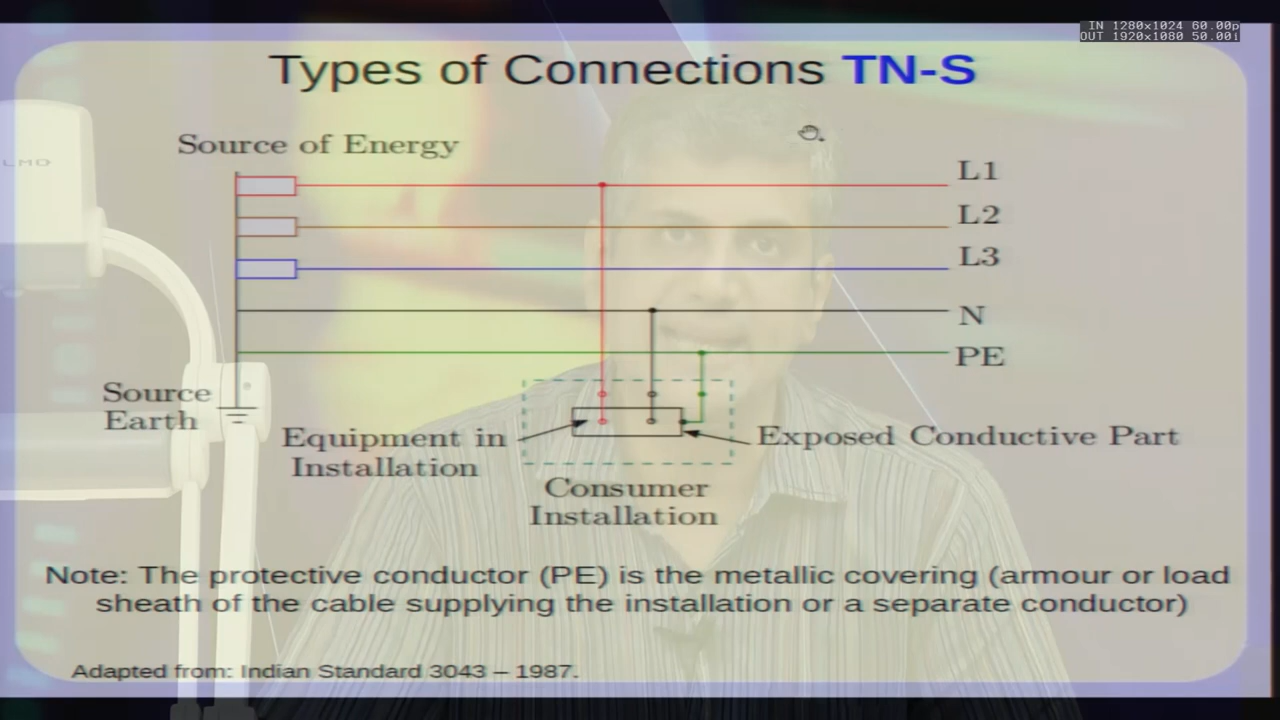 IN 1280x1024 60.00p
OUT 1920x1080 50.00i
Types of Connections TN-S
Source of Energy
L1
L2
L3
N
PE
Source
Earth
Equipment in
Installation
Exposed Conductive Part
Consumer
Installation
Note: The protective conductor (PE) is the metallic covering (armour or load
sheath of the cable supplying the installation or a separate conductor)
Adapted from: Indian Standard 3043 – 1987.